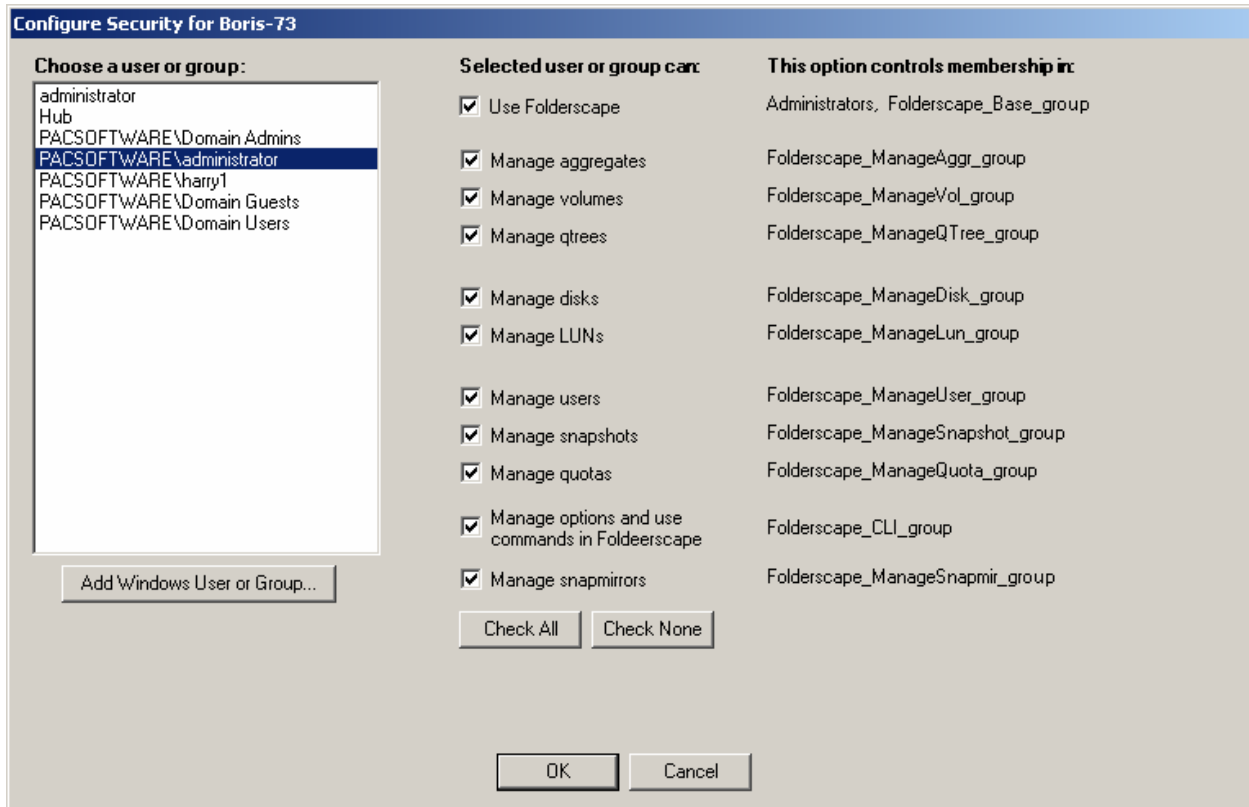 Configure Security for Boris-73
Choose a user or group:
Selected user or group can:
This option controls membership in:
administrator
Hub
PACSOFTWARE\Domain Admins
PACSOFTWARE\administrator
PACSOFTWARE\harry1
PACSOFTWARE\Domain Guests
PACSOFTWARE\Domain Users
Add Windows User or Group...
Use Folderscape
Administrators, Folderscape_Base_group
Manage aggregates
Folderscape_ManageAggr_group
Manage volumes
Folderscape_ManageVol_group
Manage qtrees
Folderscape_ManageQTree_group
Manage disks
Folderscape_ManageDisk_group
Manage LUNs
Folderscape_ManageLun_group
Manage users
Folderscape_ManageUser_group
Manage snapshots
Folderscape_ManageSnapshot_group
Manage quotas
Folderscape_ManageQuota_group
Manage options and use
commands in Foldeerscape
Folderscape_CLI_group
Manage snapmirrors
Folderscape_ManageSnapmir_group
Check All
Check None
OK
Cancel